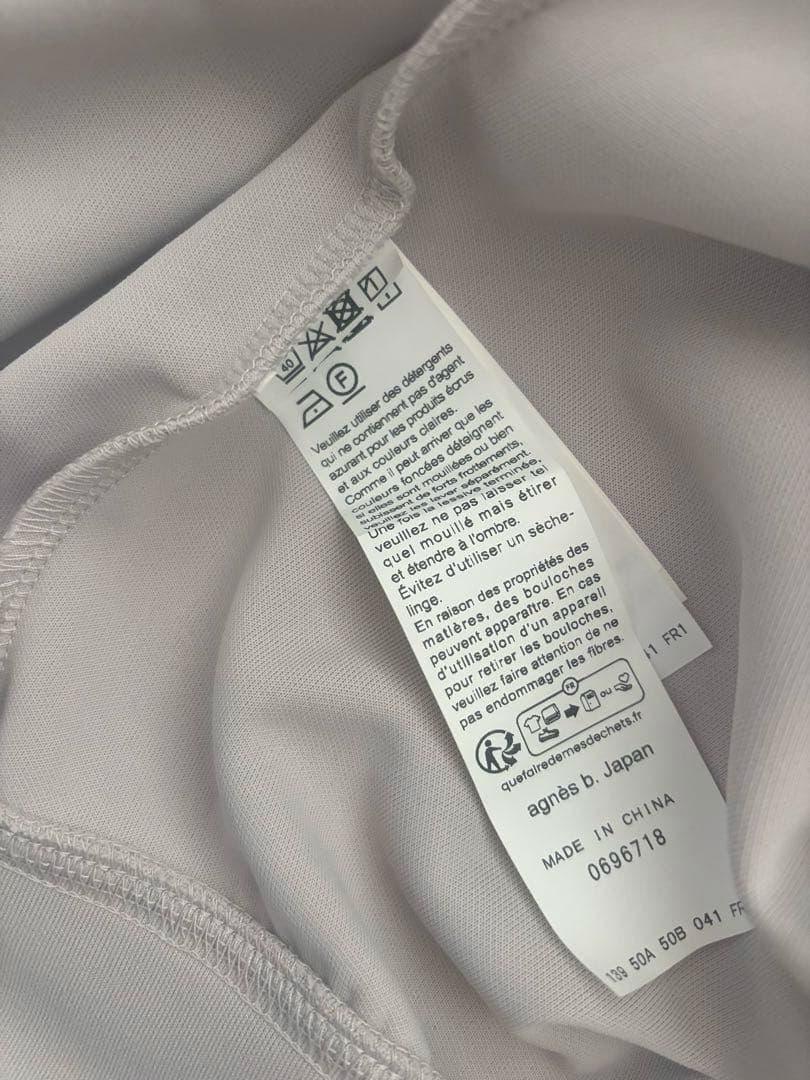 40
F
Veuillez utiliser des détergents
qui ne contiennent pas d'agent
azurant pour les produits écrus
et aux couleurs claires.
Comme il peut arriver que les
couleurs foncées déteignent
si elles sont mouillées ou bien
subissent de forts frottements,
veuillez les laver séparément.
Une fois la lessive terminée,
veuillez ne pas laisser tel
quel mouillé mais étirer
et étendre à l'ombre.
Évitez d'utiliser un sèche-
linge.
En raison des propriétés des
matières, des bouloches
peuvent apparaître. En cas
d'utilisation d'un appareil
pour retirer les bouloches,
veuillez faire attention de ne
pas endommager les fibres.
FR
ou
quefairedemesdechets.fr
agnès b. Japan
MADE IN CHINA
0696718
139 50A 50B 041 FR
1 FR1